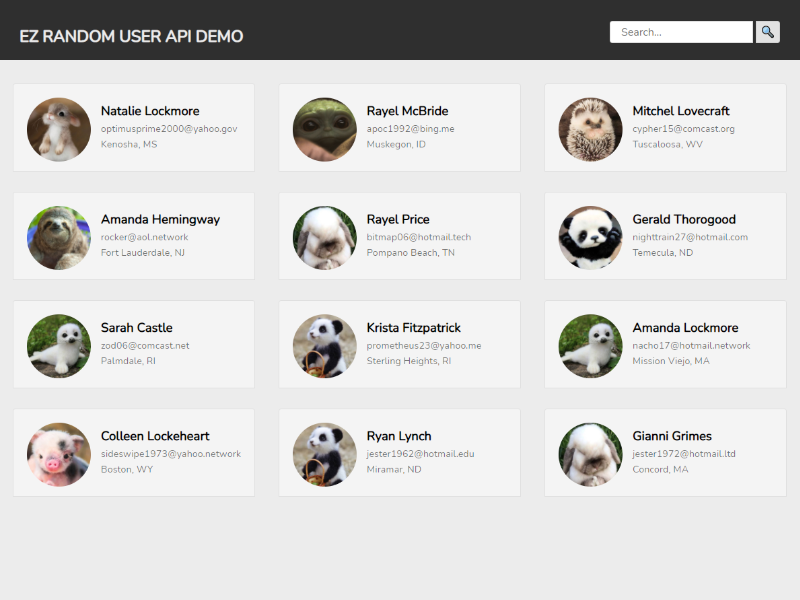 EZ RANDOM USER API DEMO
Search...
Natalie Lockmore
optimusprime2000@yahoo.gov
Kenosha, MS
Rayel McBride
apoc1992@bing.me
Muskegon, ID
Mitchel Lovecraft
cypher15@comcast.org
Tuscaloosa, WV
Amanda Hemingway
rocker@aol.network
Fort Lauderdale, NJ
Rayel Price
bitmap06@hotmail.tech
Pompano Beach, TN
Gerald Thorogood
nighttrain27@hotmail.com
Temecula, ND
Sarah Castle
zod06@comcast.net
Palmdale, RI
Krista Fitzpatrick
prometheus23@yahoo.me
Sterling Heights, RI
Amanda Lockmore
nacho17@hotmail.network
Mission Viejo, MA
Colleen Lockeheart
sideswipe1973@yahoo.network
Boston, WY
Ryan Lynch
jester1962@hotmail.edu
Miramar, ND
Gianni Grimes
jester1972@hotmail.ltd
Concord, MA